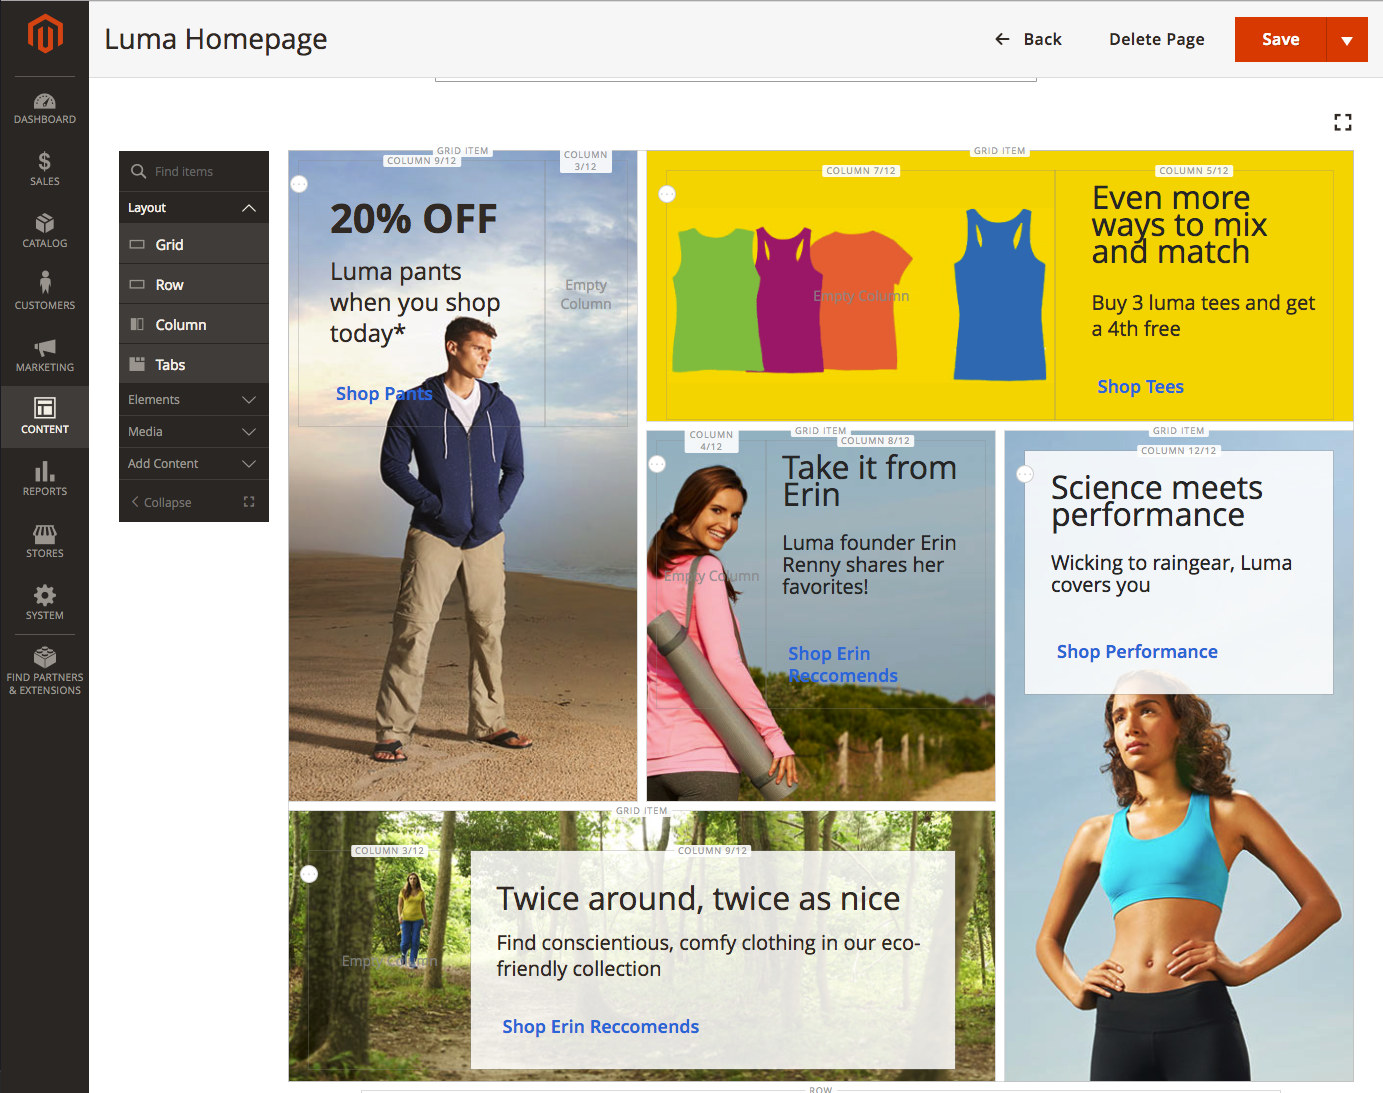 Luma Homepage
Back
Delete Page
Save
DASHBOARD
SALES
CATALOG
CUSTOMERS
MARKETING
CONTENT
REPORTS
STORES
SYSTEM
FIND PARTNERS
& EXTENSIONS
Find items
Layout
Grid
Row
Column
Tabs
Elements
Media
Add Content
Collapse
GRID ITEM
COLUMN 9/12
COLUMN
3/12
20% OFF
Luma pants
when you shop
today*
Shop Pants
Empty
Column
GRID ITEM
COLUMN 7/12
COLUMN 5/12
Empty Column
Even more
ways to mix
and match
Buy 3 luma tees and get
a 4th free
Shop Tees
GRID ITEM
COLUMN
4/12
COLUMN 8/12
Empty Column
Take it from
Erin
Luma founder Erin
Renny shares her
favorites!
Shop Erin
Reccomends
GRID ITEM
COLUMN 12/12
Science meets
performance
Wicking to raingear, Luma
covers you
Shop Performance
GRID ITEM
COLUMN 3/12
COLUMN 9/12
Empty Column
Twice around, twice as nice
Find conscientious, comfy clothing in our eco-
friendly collection
Shop Erin Reccomends
ROW